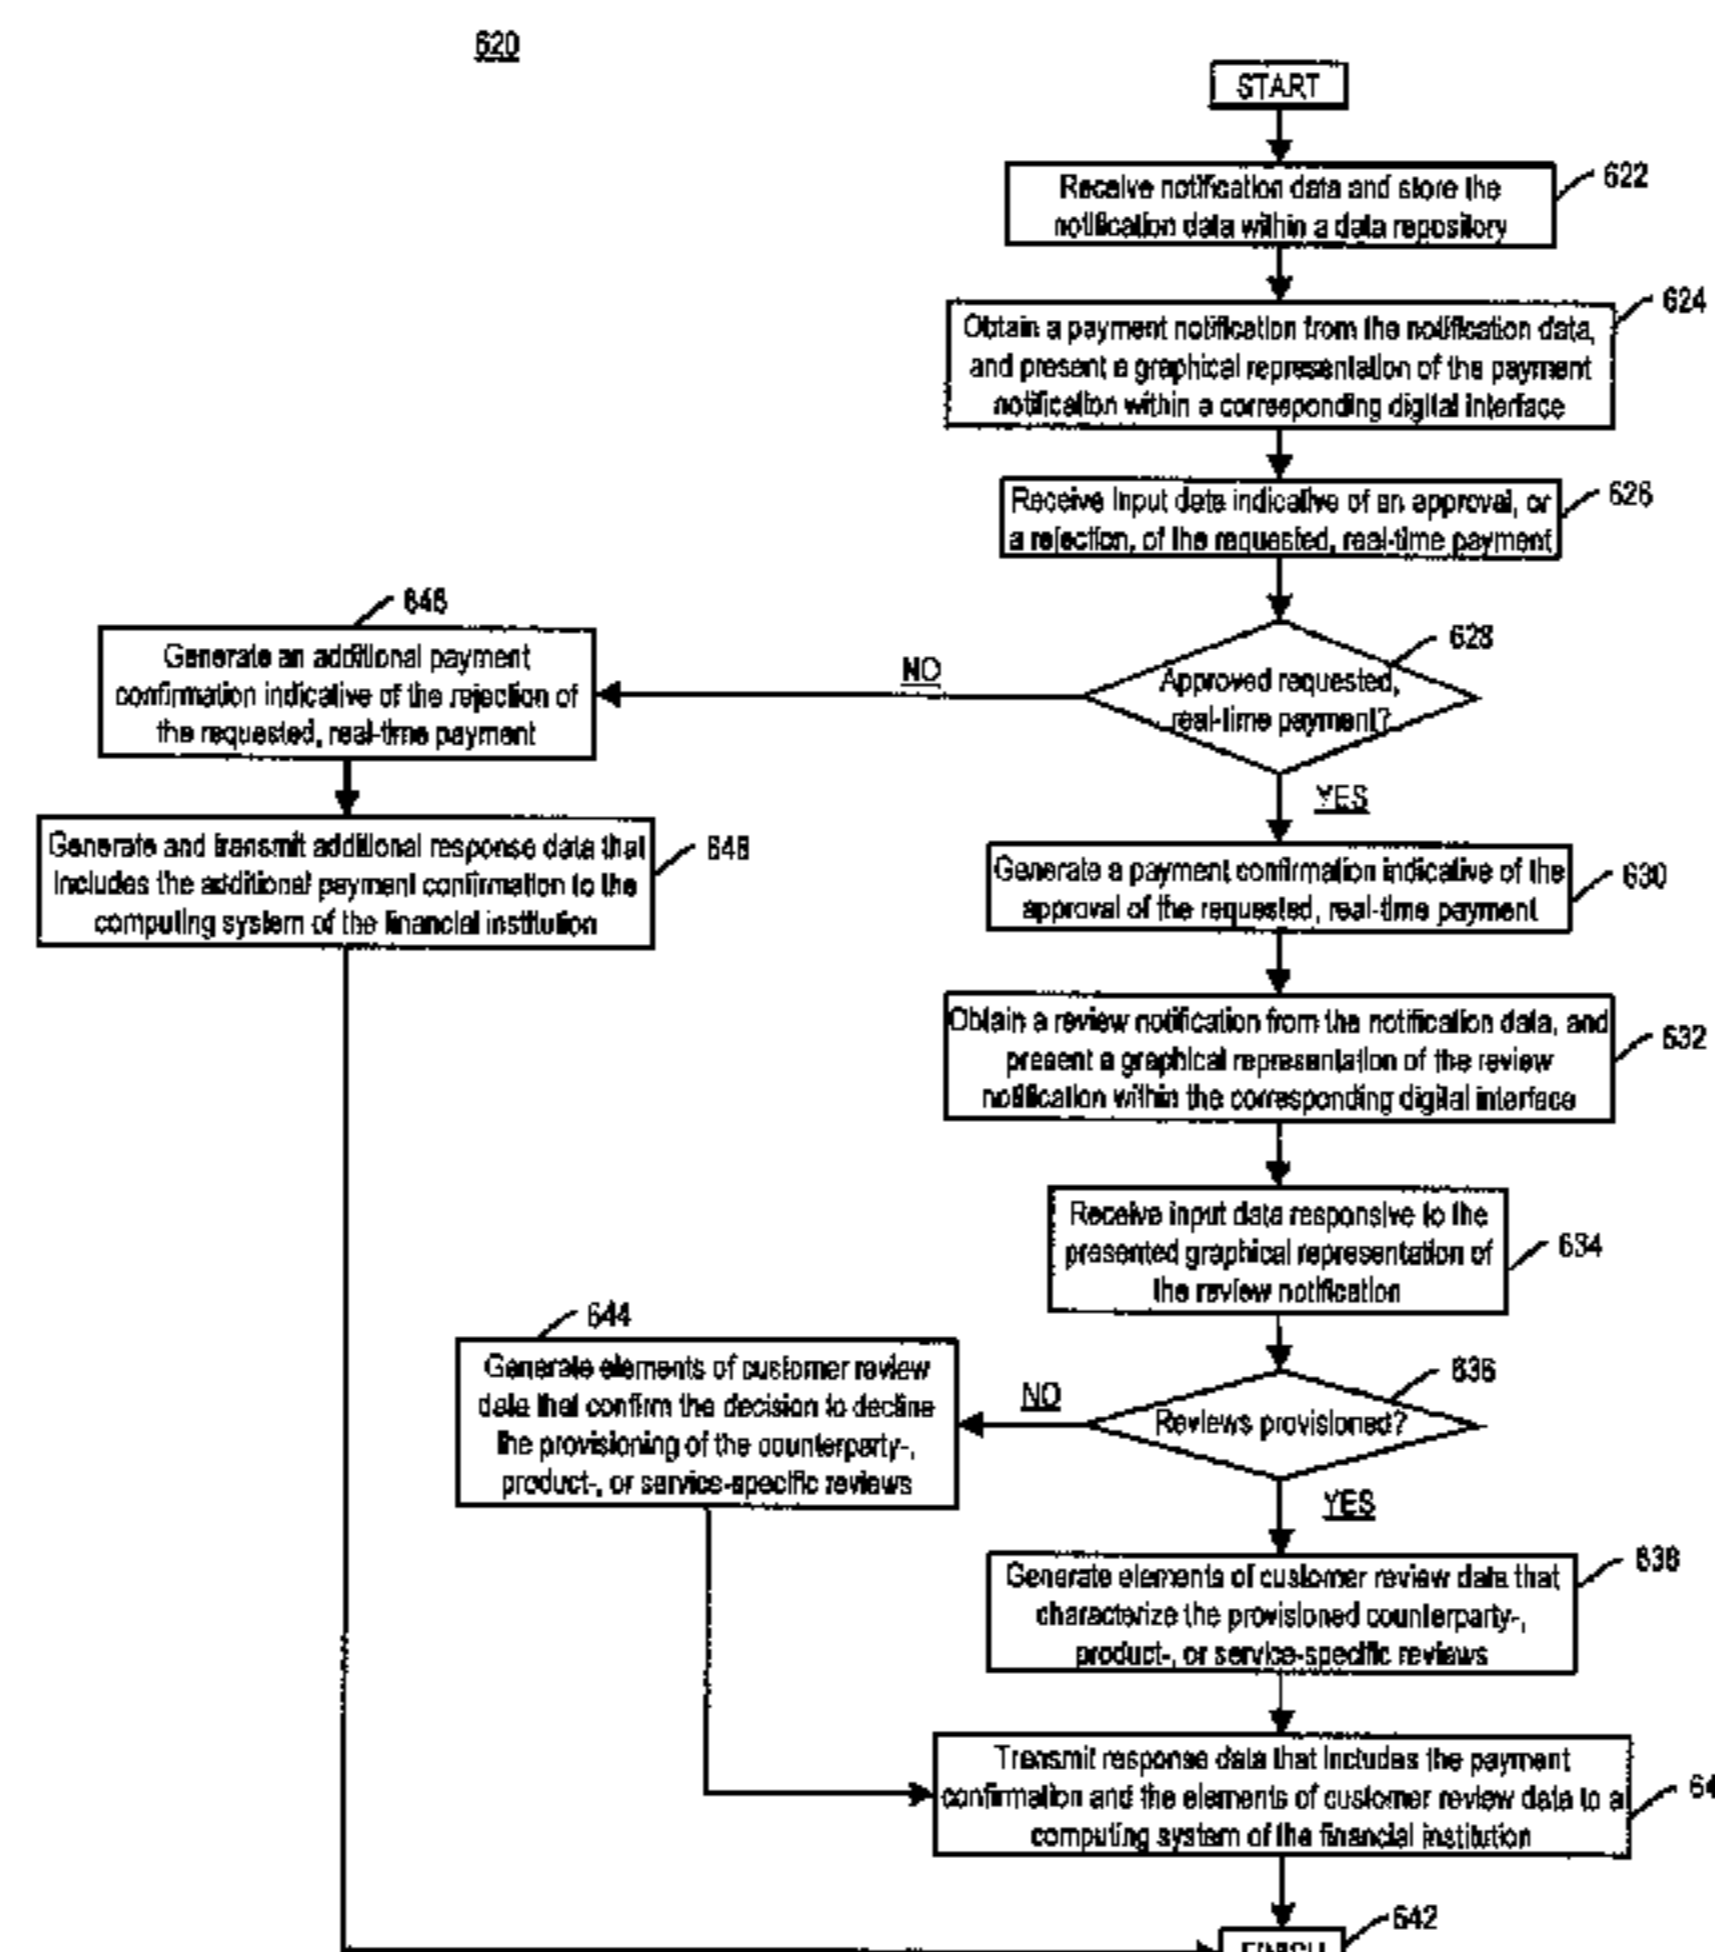 620
START
Receive notification data and store the
notification data within a data repository
622
Obtain a payment notification from the notification data,
and present a graphical representation of the payment
notification within a corresponding digital interface
624
Receive input data indicative of an approval, or
a rejection, of the requested, real-time payment
626
Approved requested,
real-time payment?
628
NO
YES
Generate an additional payment
confirmation indicative of the rejection of
the requested, real-time payment
Generate and transmit additional response data that
includes the additional payment confirmation to the
computing system of the financial institution
Generate a payment confirmation indicative of the
approval of the requested, real-time payment
630
Obtain a review notification from the notification data, and
present a graphical representation of the review
notification within the corresponding digital interface
632
Receive input data responsive to the
presented graphical representation of
the review notification
634
Reviews provisioned?
636
NO
YES
644
Generate elements of customer review
data that confirm the decision to decline
the provisioning of the counterparty-,
product-, or service-specific reviews
Generate elements of customer review data that
characterize the provisioned counterparty-,
product-, or service-specific reviews
638
Transmit response data that includes the payment
confirmation and the elements of customer review data to a
computing system of the financial institution
642
FINISH